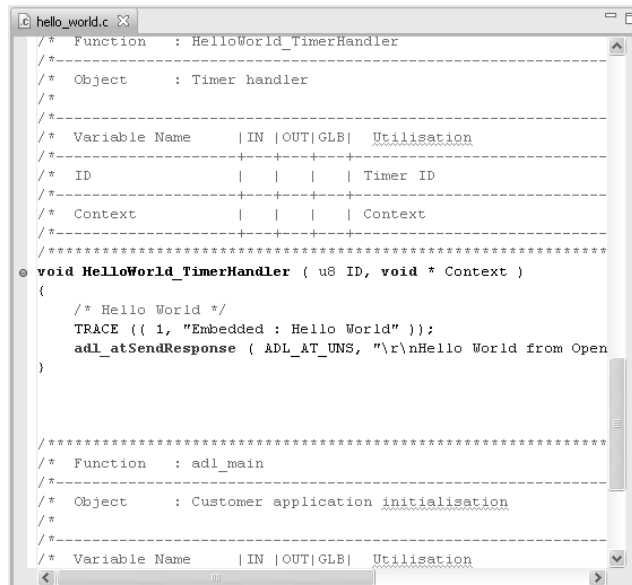 hello_world.c
/*  Function   : HelloWorld_TimerHandler
/*-------------------------------------------------------------
/*  Object     : Timer handler
/*
/*-------------------------------------------------------------
/*  Variable Name     |IN |OUT|GLB|  Utilisation
/*--------------------+---+---+---+----------------------------
/*  ID                |   |   |   | Timer ID
/*--------------------+---+---+---+----------------------------
/*  Context           |   |   |   | Context
/*--------------------+---+---+---+----------------------------
/**************************************************************
void HelloWorld_TimerHandler ( u8 ID, void * Context )
{
    /* Hello World */
    TRACE (( 1, "Embedded : Hello World" ));
    adl_atSendResponse ( ADL_AT_UNS, "\r\nHello World from Open
}
/**************************************************************
/*  Function   : adl_main
/*-------------------------------------------------------------
/*  Object     : Customer application initialisation
/*
/*-------------------------------------------------------------
/*  Variable Name     |IN |OUT|GLB|  Utilisation